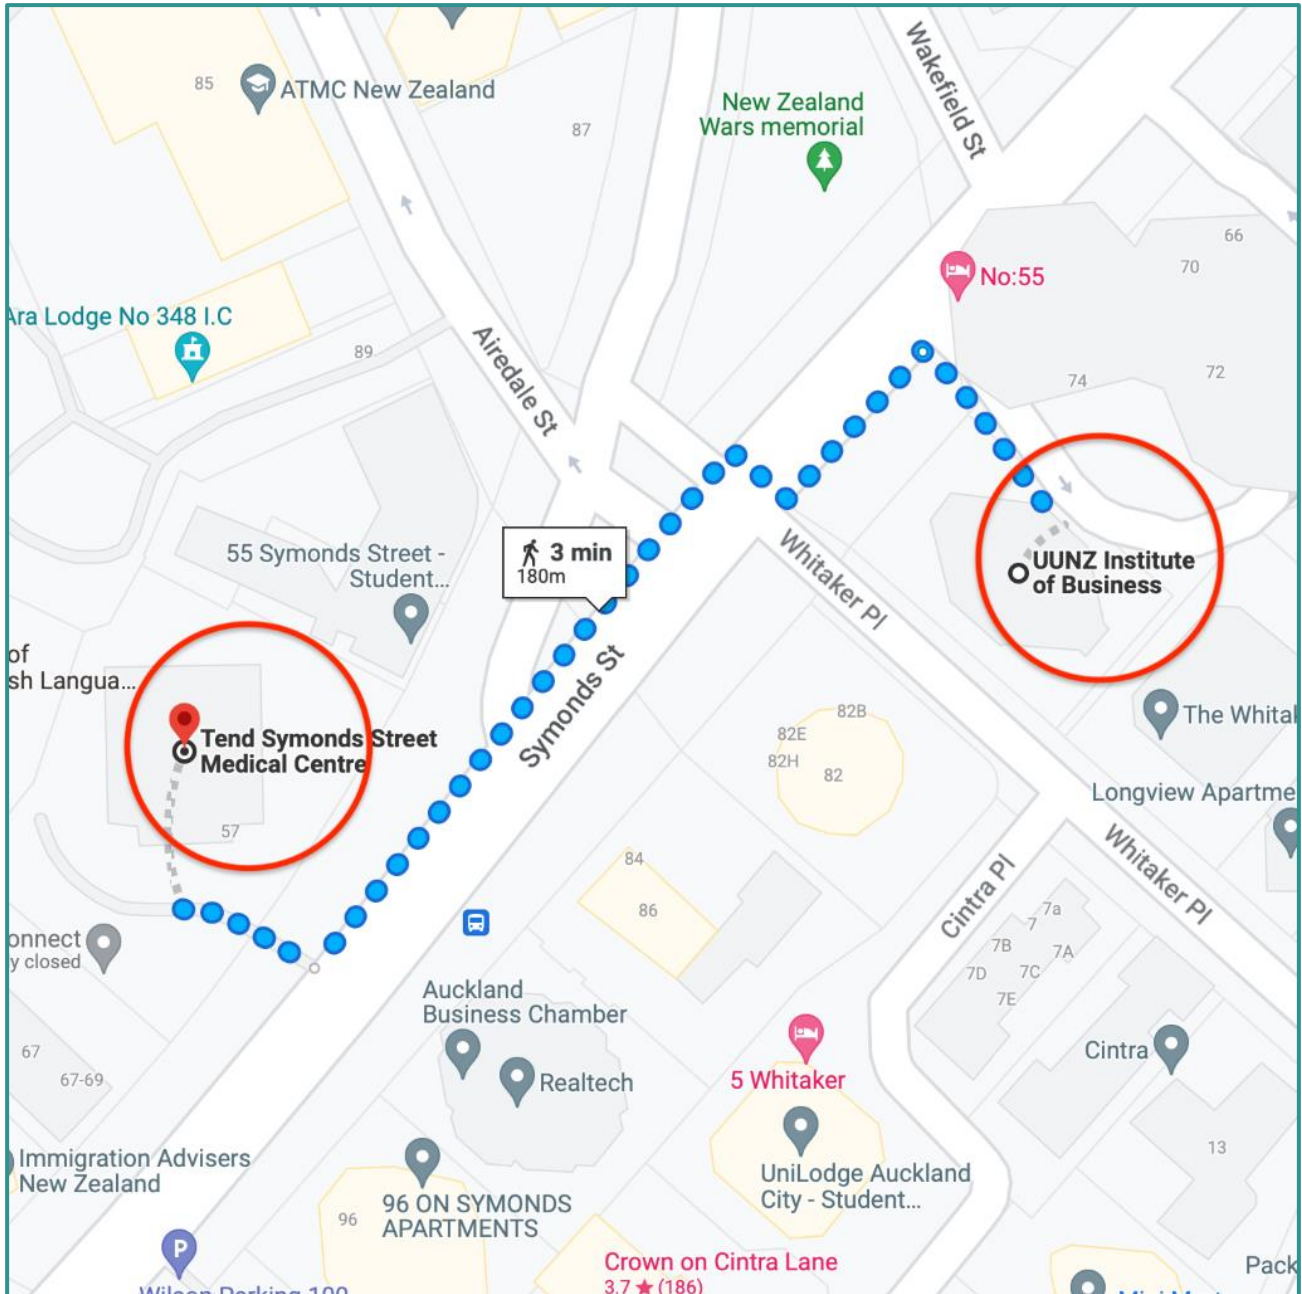 85
ATMC New Zealand
87
New Zealand
Wars memorial
Wakefield St
66
70
No:55
Ara Lodge No 348 I.C
89
Airedale St
74
72
55 Symonds Street -
Student...
3 min
180m
Whitaker Pl
UUNZ Institute
of Business
of
sh Langua...
Tend Symonds Street
Medical Centre
57
Symonds St
82B
82E
82H
82
The Whital
Longview Apartme
Whitaker Pl
84
86
Cintra Pl
7a
7
7B
7A
7D
7C
7E
onnect
y closed
Auckland
Business Chamber
Realtech
67
67-69
5 Whitaker
Cintra
13
Immigration Advisers
New Zealand
96 ON SYMONDS
APARTMENTS
96
UniLodge Auckland
City - Student...
P
Crown on Cintra Lane
3.7 ★ (186)
Pack